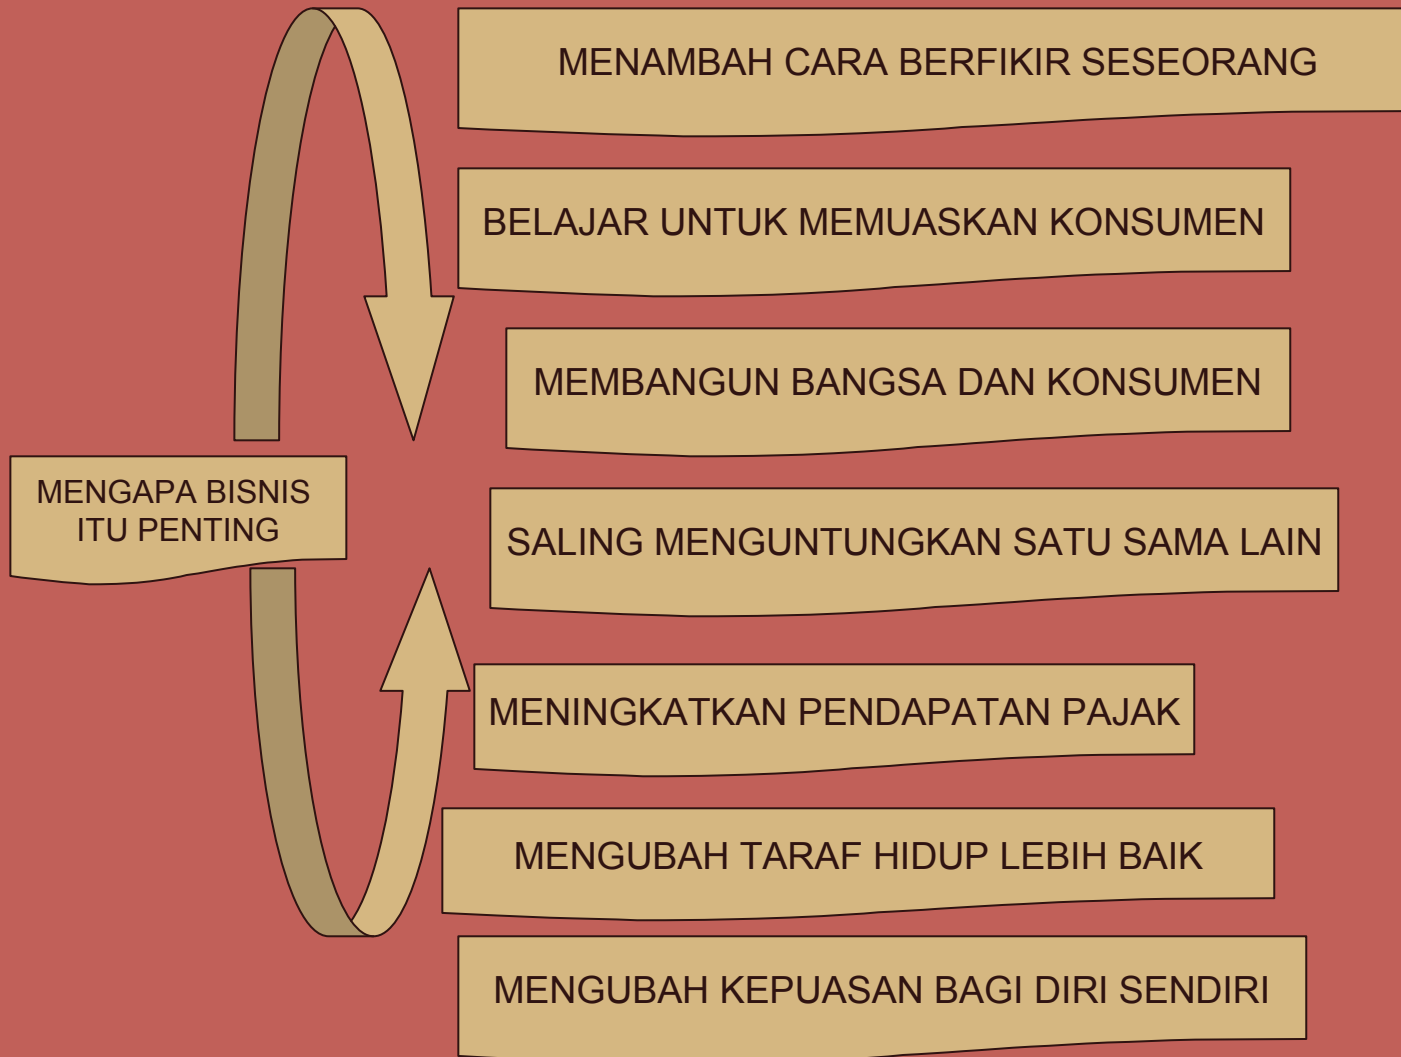 MENAMBAH CARA BERFIKIR SESEORANG
BELAJAR UNTUK MEMUASKAN KONSUMEN
MEMBANGUN BANGSA DAN KONSUMEN
MENGAPA BISNIS
ITU PENTING
SALING MENGUNTUNGKAN SATU SAMA LAIN
MENINGKATKAN PENDAPATAN PAJAK
MENGUBAH TARAF HIDUP LEBIH BAIK
MENGUBAH KEPUASAN BAGI DIRI SENDIRI